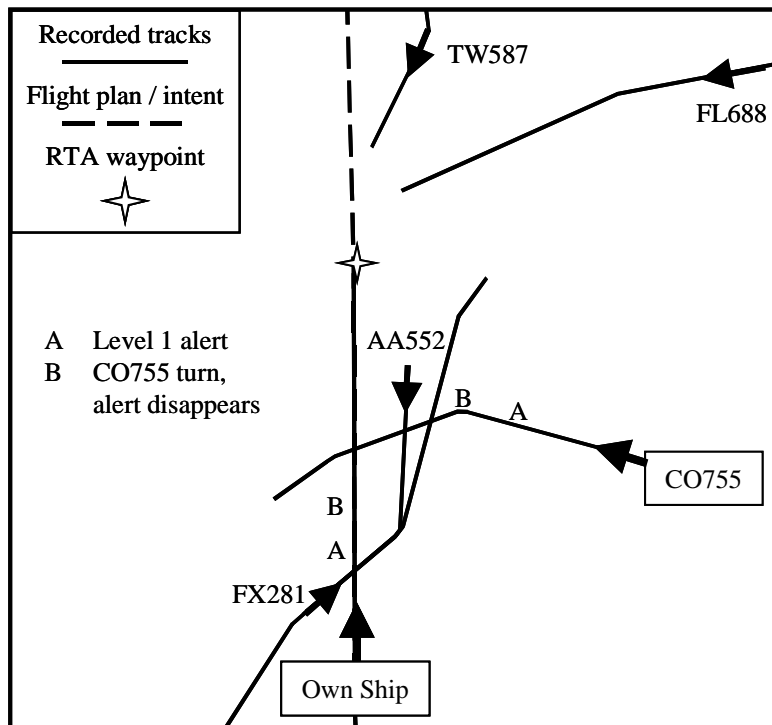 Recorded tracks
Flight plan / intent
RTA waypoint
TW587
FL688
A Level 1 alert
B CO755 turn,
alert disappears
AA552
B
A
CO755
B
A
FX281
Own Ship